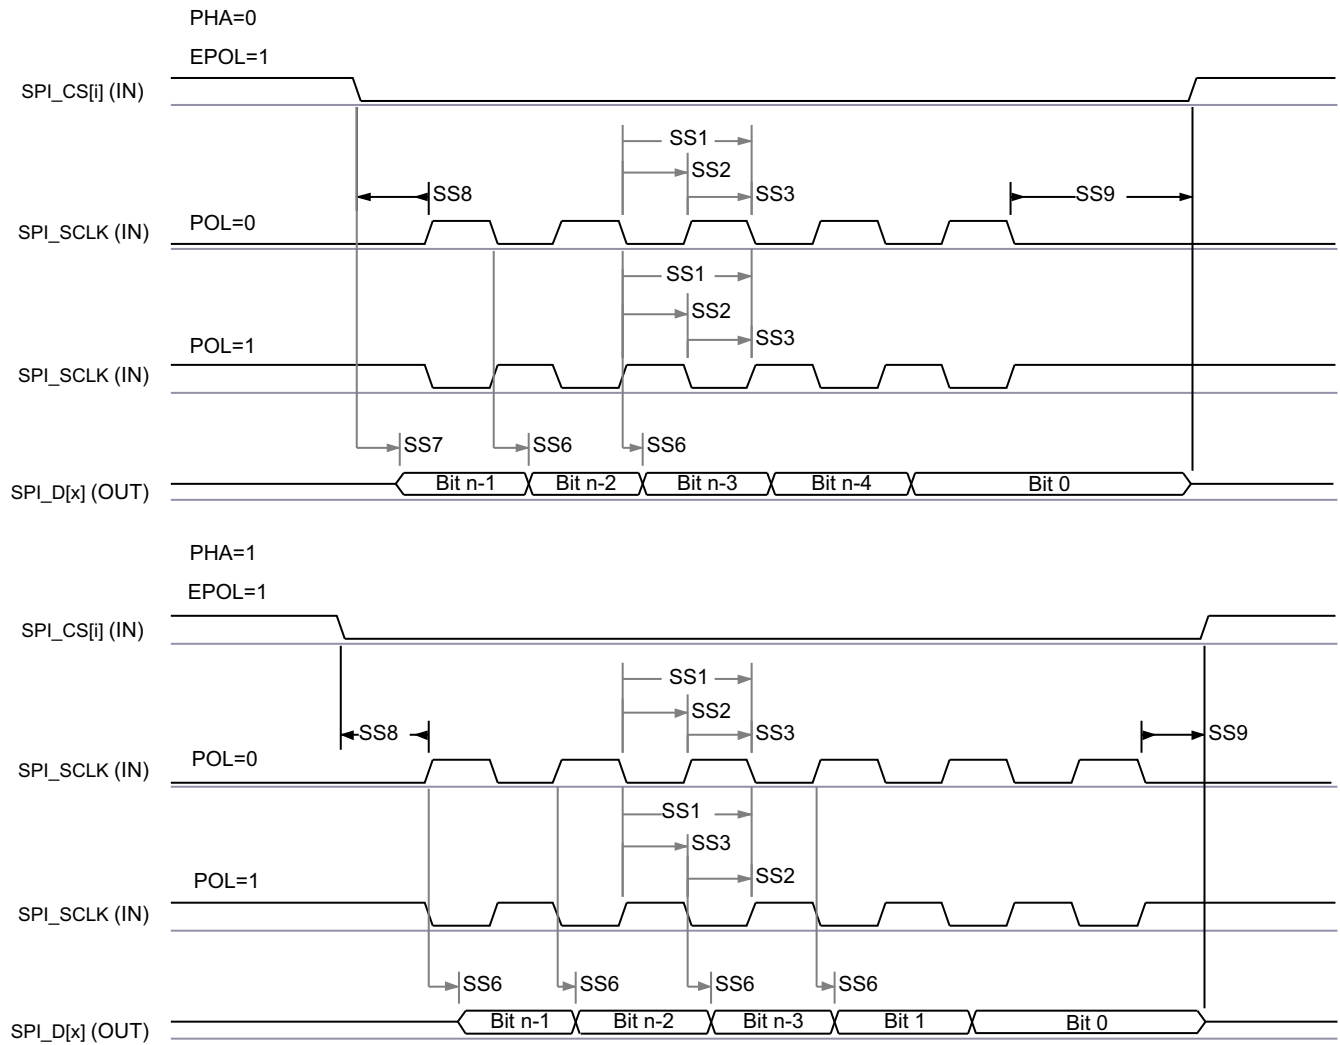 PHA=0
EPOL=1
SPI_CS[i] (IN)
SS1
SS2
SS8
SS3
SS9
POL=0
SPI_SCLK (IN)
SS1
SS2
SS3
POL=1
SPI_SCLK (IN)
SS7
SS6
SS6
SPI_D[x] (OUT)
Bit n-1
Bit n-2
Bit n-3
Bit n-4
Bit 0
PHA=1
EPOL=1
SPI_CS[i] (IN)
SS1
SS2
SS8
SS3
SS9
POL=0
SPI_SCLK (IN)
SS1
SS3
SS2
POL=1
SPI_SCLK (IN)
SS6
SS6
SS6
SS6
SPI_D[x] (OUT)
Bit n-1
Bit n-2
Bit n-3
Bit 1
Bit 0